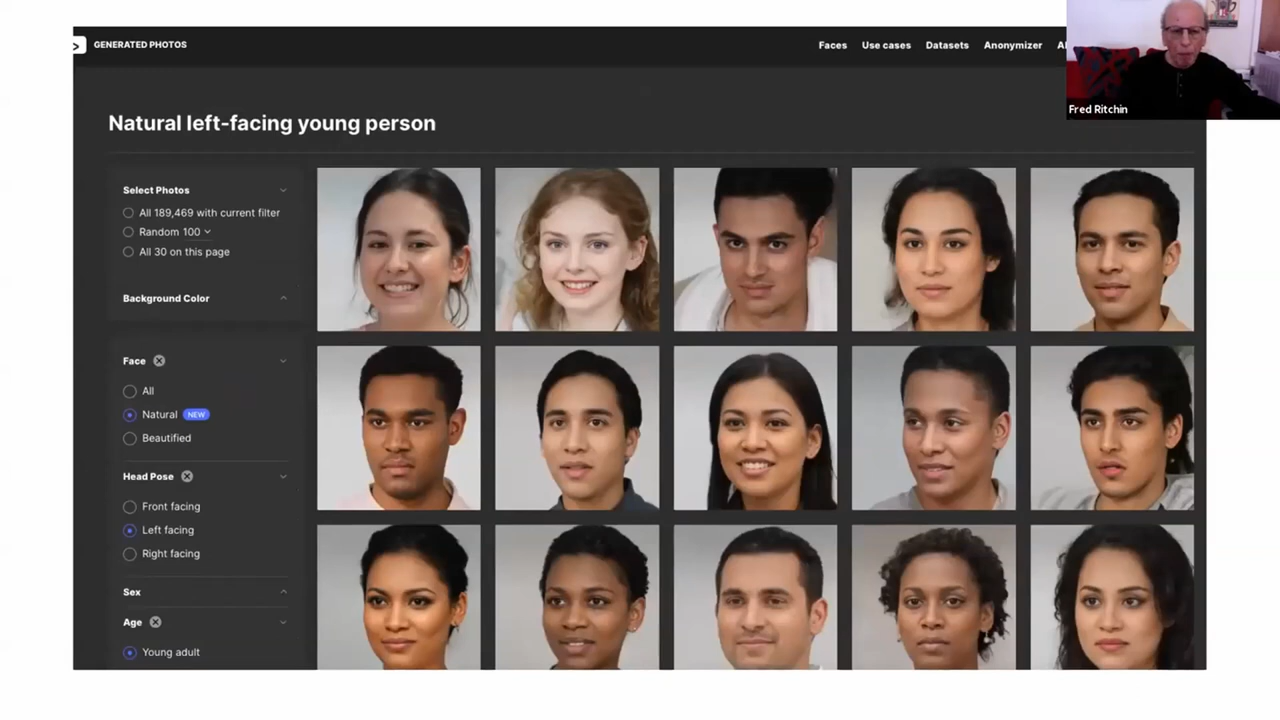 GENERATED PHOTOS
Faces
Use cases
Datasets
Anonymizer
Fred Ritchin
Natural left-facing young person
Select Photos
All 189,469 with current filter
Random 100
All 30 on this page
Background Color
Face
All
Natural NEW
Beautified
Head Pose
Front facing
Left facing
Right facing
Sex
Age
Young adult